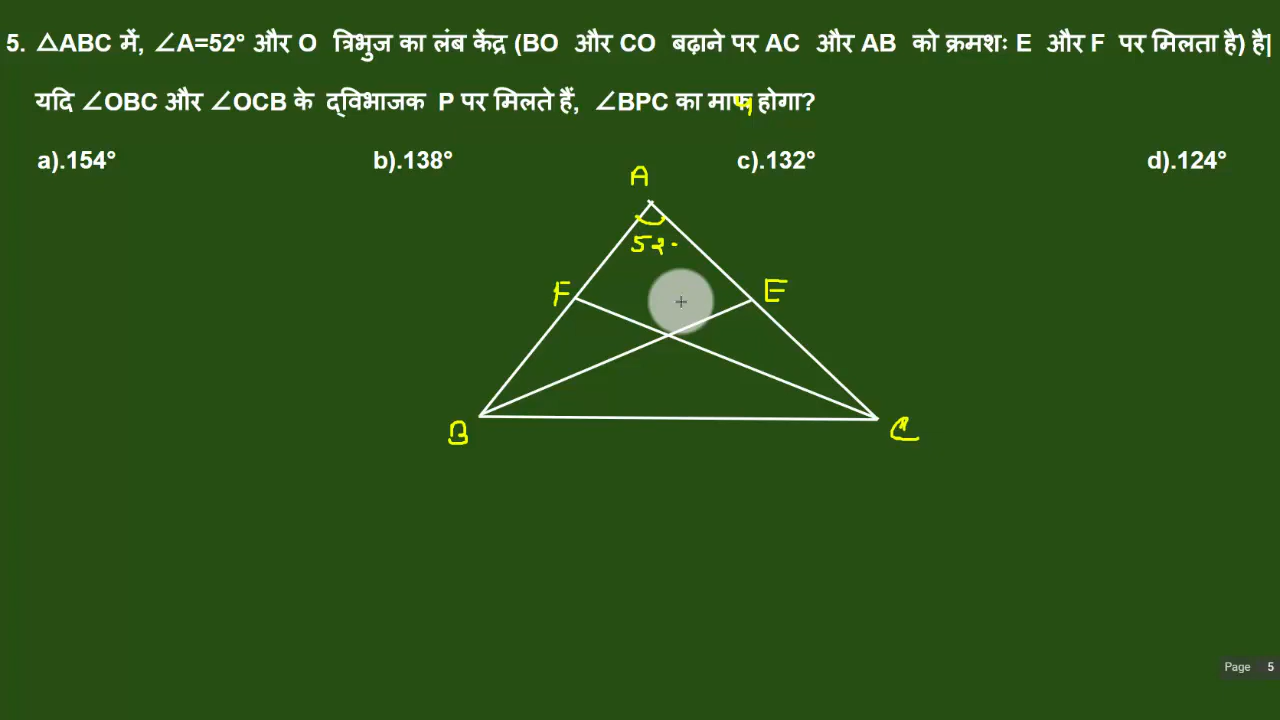 5. △ABC में, ∠A=52° और O त्रिभुज का लंब केंद्र (BO और CO बढ़ाने पर AC और AB को क्रमशः E और F पर मिलता है) है|
यदि ∠OBC और ∠OCB के द्विभाजक P पर मिलते हैं, ∠BPC का माप होगा?
a).154° b).138° c).132° d).124°
A
52°
F E
B C
Page 5